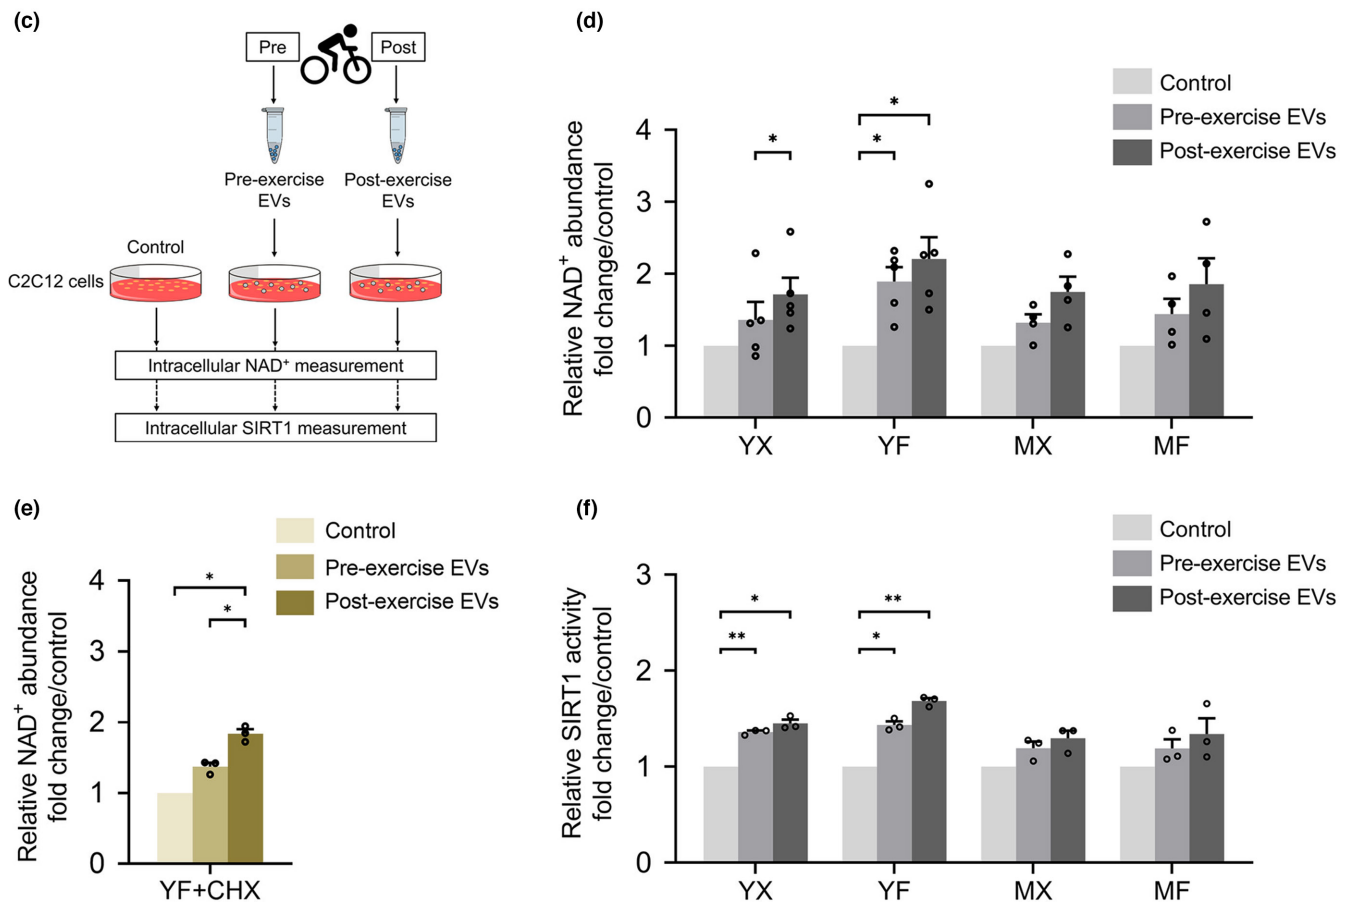 (c)
Pre
Post
Pre-exercise
EVs
Post-exercise
EVs
Control
C2C12 cells
Intracellular NAD⁺ measurement
Intracellular SIRT1 measurement
(d)
Control
Pre-exercise EVs
Post-exercise EVs
Relative NAD⁺ abundance
fold change/control
4
3
2
1
0
*
*
*
YX
YF
MX
MF
(e)
Control
Pre-exercise EVs
Post-exercise EVs
Relative NAD⁺ abundance
fold change/control
4
3
2
1
0
*
*
YF+CHX
(f)
Control
Pre-exercise EVs
Post-exercise EVs
Relative SIRT1 activity
fold change/control
3
2
1
0
*
**
**
*
YX
YF
MX
MF